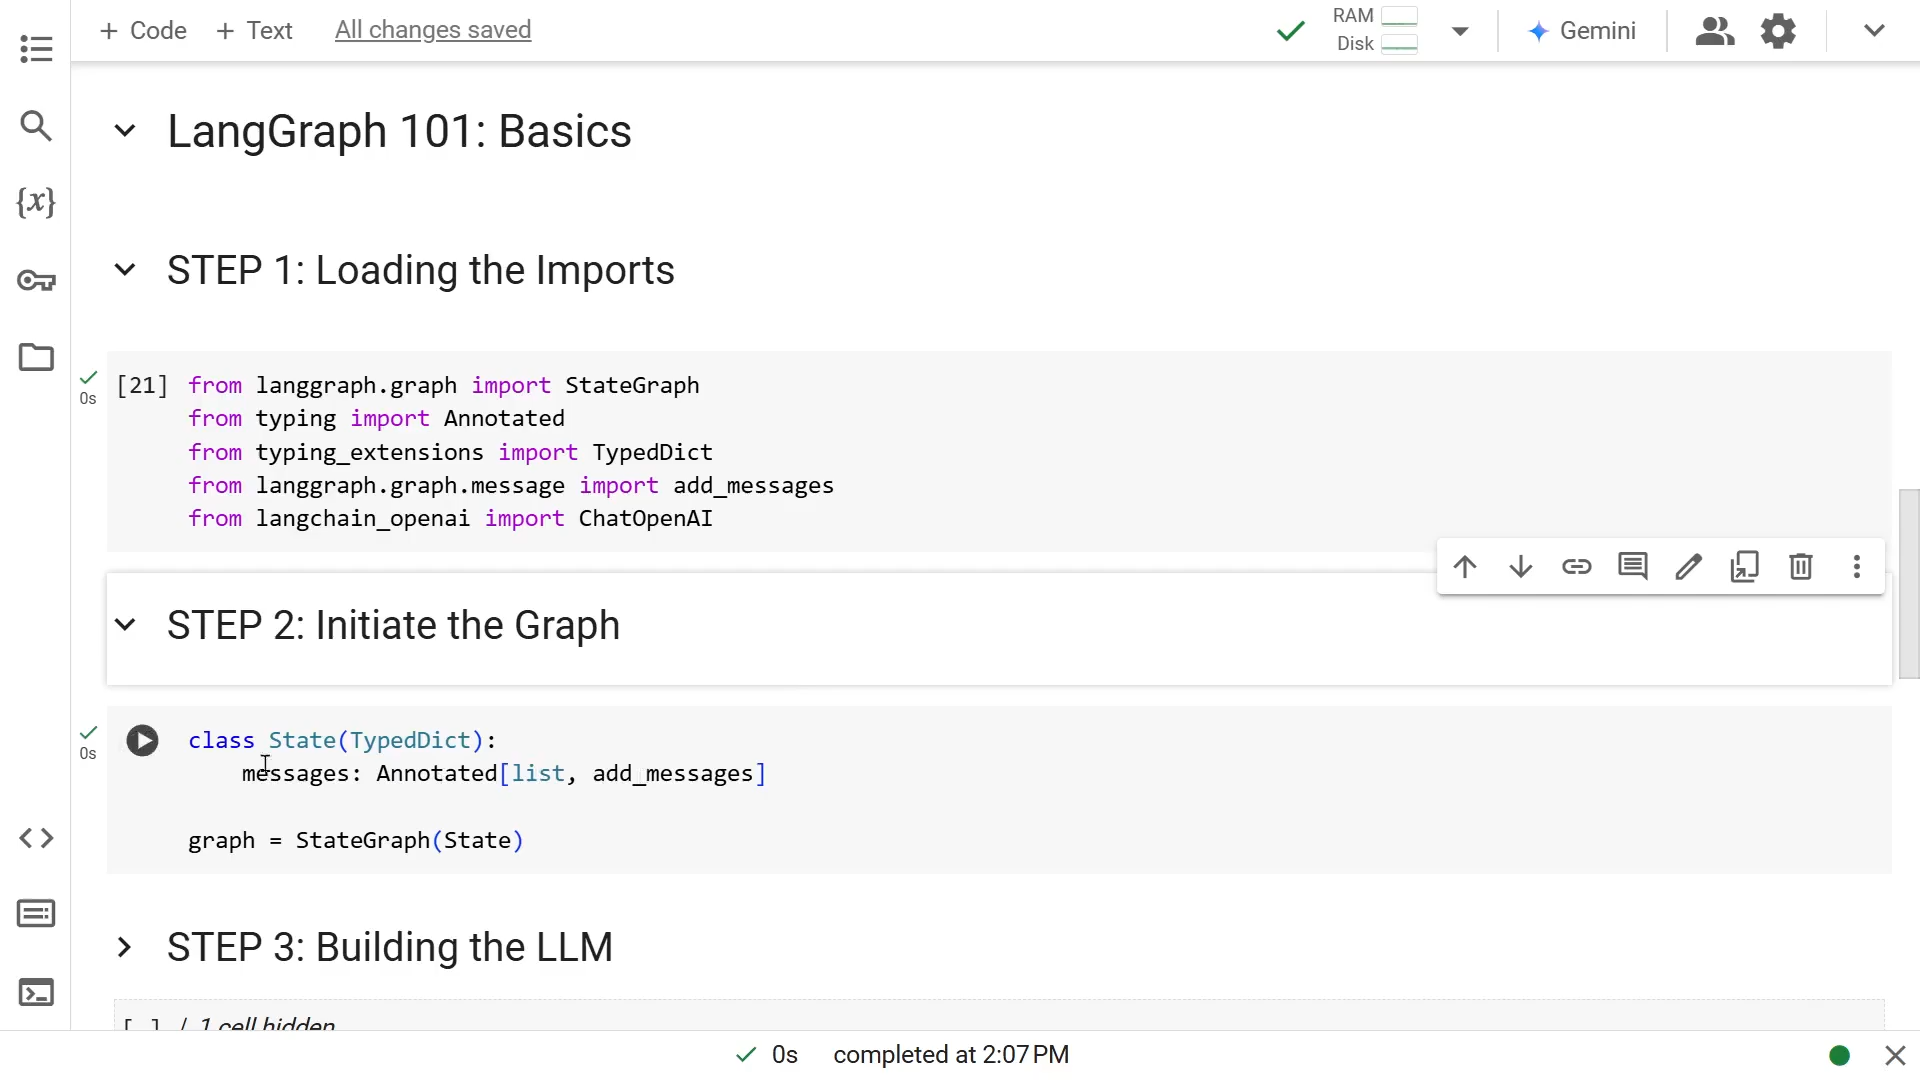 + Code + Text All changes saved RAM Disk Gemini
{x}
LangGraph 101: Basics
STEP 1: Loading the Imports
0s
[21] from langgraph.graph import StateGraph
from typing import Annotated
from typing_extensions import TypedDict
from langgraph.graph.message import add_messages
from langchain_openai import ChatOpenAI
STEP 2: Initiate the Graph
0s
class State(TypedDict):
    messages: Annotated[list, add_messages]
graph = StateGraph(State)
STEP 3: Building the LLM
[ ] / 1 cell hidden
0s completed at 2:07 PM